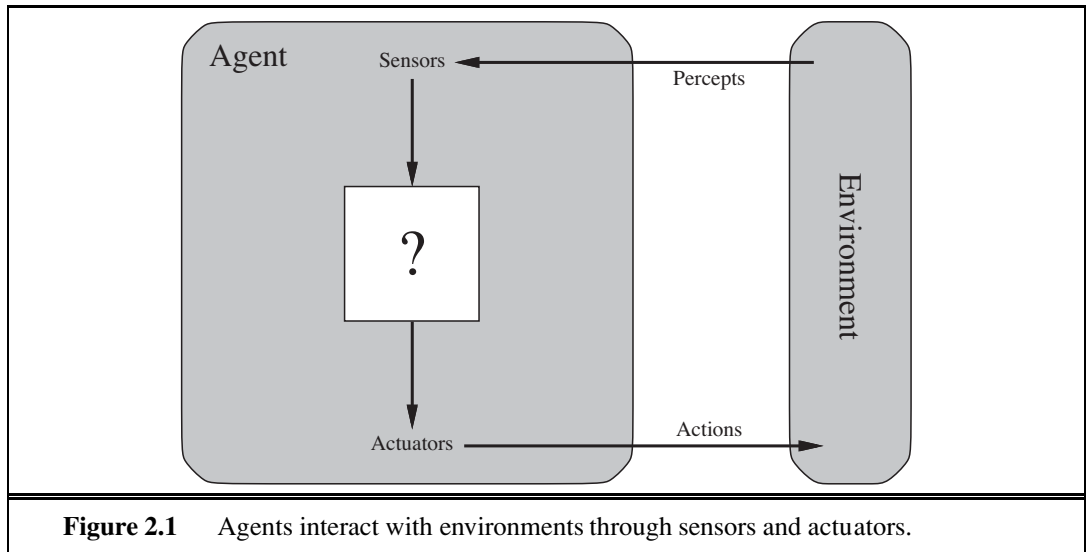 Agent
Sensors
Percepts
Environment
?
Actuators
Actions
Figure 2.1 Agents interact with environments through sensors and actuators.